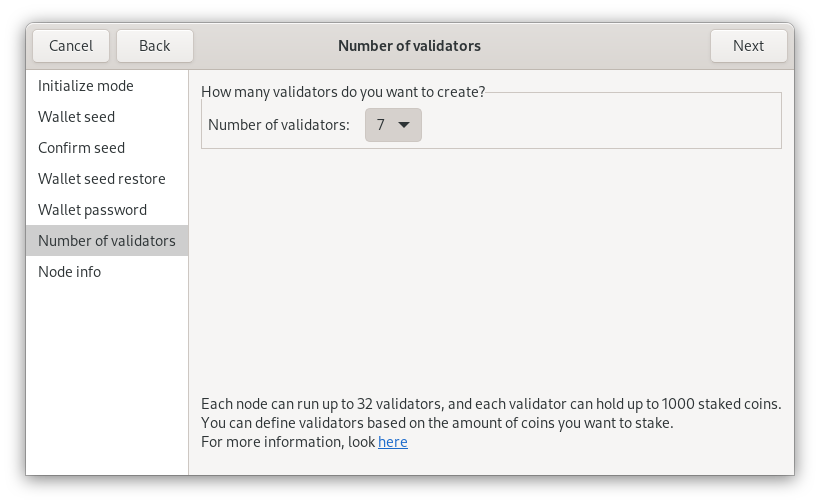 Cancel
Back
Number of validators
Next
Initialize mode
Wallet seed
Confirm seed
Wallet seed restore
Wallet password
Number of validators
Node info
How many validators do you want to create?
Number of validators: 7
Each node can run up to 32 validators, and each validator can hold up to 1000 staked coins.
You can define validators based on the amount of coins you want to stake.
For more information, look here